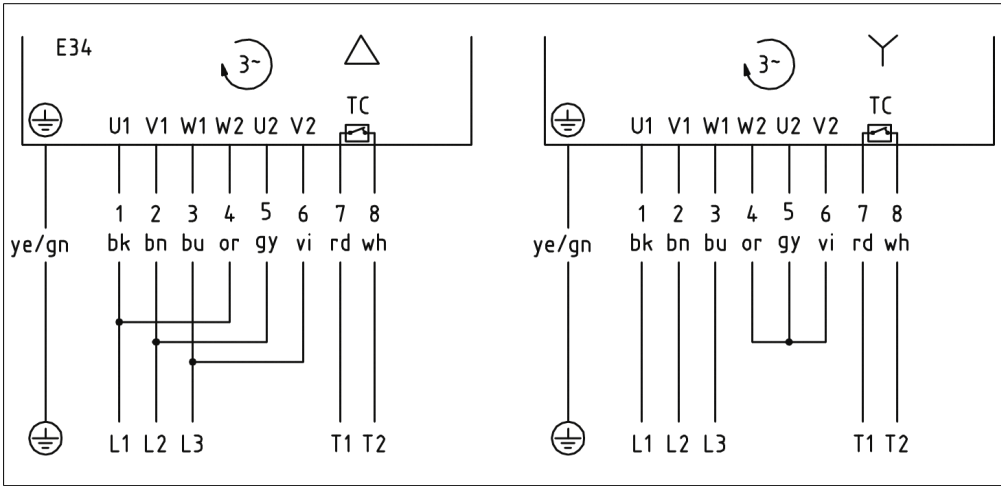 E34
3~
TC
U1 V1 W1 W2 U2 V2
1 2 3 4 5 6 7 8
ye/gn bk bn bu or gy vi rd wh
L1 L2 L3 T1 T2
3~
TC
U1 V1 W1 W2 U2 V2
1 2 3 4 5 6 7 8
ye/gn bk bn bu or gy vi rd wh
L1 L2 L3 T1 T2